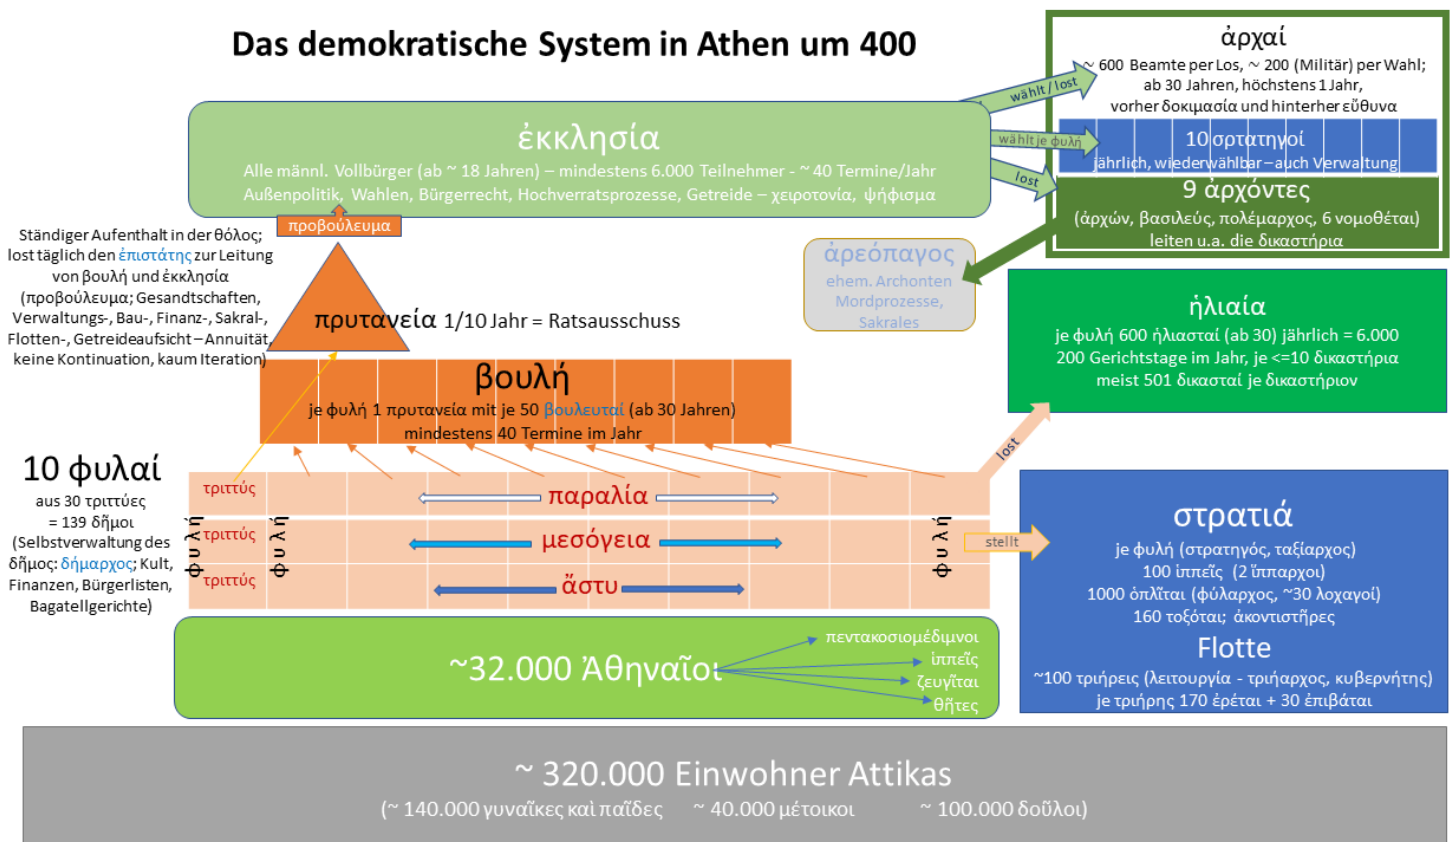 Das demokratische System in Athen um 400
ἀρχαί
~ 600 Beamte per Los, ~ 200 (Militär) per Wahl;
ab 30 Jahren, höchstens 1 Jahr,
vorher δοκιμασία und hinterher εὔθυνα
wählt / lost
wählt je φυλή
lost
10 σρτατηγοί
jährlich, wiederwählbar – auch Verwaltung
9 ἀρχόντες
(ἀρχών, βασιλεύς, πολέμαρχος, 6 νομοθέται)
leiten u.a. die δικαστήρια
ἐκκλησία
Alle männl. Vollbürger (ab ~ 18 Jahren) – mindestens 6.000 Teilnehmer - ~ 40 Termine/Jahr
Außenpolitik, Wahlen, Bürgerrecht, Hochverratsprozesse, Getreide – χειροτονία, ψήφισμα
προβούλευμα
Ständiger Aufenthalt in der θόλος;
lost täglich den ἐπιστάτης zur Leitung
von βουλή und ἐκκλησία
(προβούλευμα; Gesandtschaften,
Verwaltungs-, Bau-, Finanz-, Sakral-,
Flotten-, Getreideaufsicht – Annuität,
keine Kontinuation, kaum Iteration)
ἀρεόπαγος
ehem. Archonten
Mordprozesse,
Sakrales
πρυτανεία 1/10 Jahr = Ratsausschuss
ἡλιαία
je φυλή 600 ἡλιασταί (ab 30) jährlich = 6.000
200 Gerichtstage im Jahr, je <=10 δικαστήρια
meist 501 δικασταί je δικαστήριον
βουλή
je φυλή 1 πρυτανεία mit je 50 βουλευταί (ab 30 Jahren)
mindestens 40 Termine im Jahr
lost
10 φυλαί
aus 30 τριττύες
= 139 δῆμοι
(Selbstverwaltung des
δῆμος: δήμαρχος; Kult,
Finanzen, Bürgerlisten,
Bagatellgerichte)
τριττύς
παραλία
τριττύς
μεσόγεια
τριττύς
ἄστυ
φυλή
φυλή
φυλή
stellt
στρατιά
je φυλή (στρατηγός, ταξίαρχος)
100 ἱππεῖς (2 ἵππαρχοι)
1000 ὁπλῖται (φύλαρχος, ~30 λοχαγοί)
160 τοξόται; ἀκοντιστῆρες
Flotte
~100 τριήρεις (λειτουργία - τριήαρχος, κυβερνήτης)
je τριήρης 170 ἐρέται + 30 ἐπιβάται
~32.000 Ἀθηναῖοι
πεντακοσιομέδιμνοι
ἱππεῖς
ζευγῖται
θῆτες
~ 320.000 Einwohner Attikas
(~ 140.000 γυναῖκες καὶ παῖδες ~ 40.000 μέτοικοι ~ 100.000 δοῦλοι)